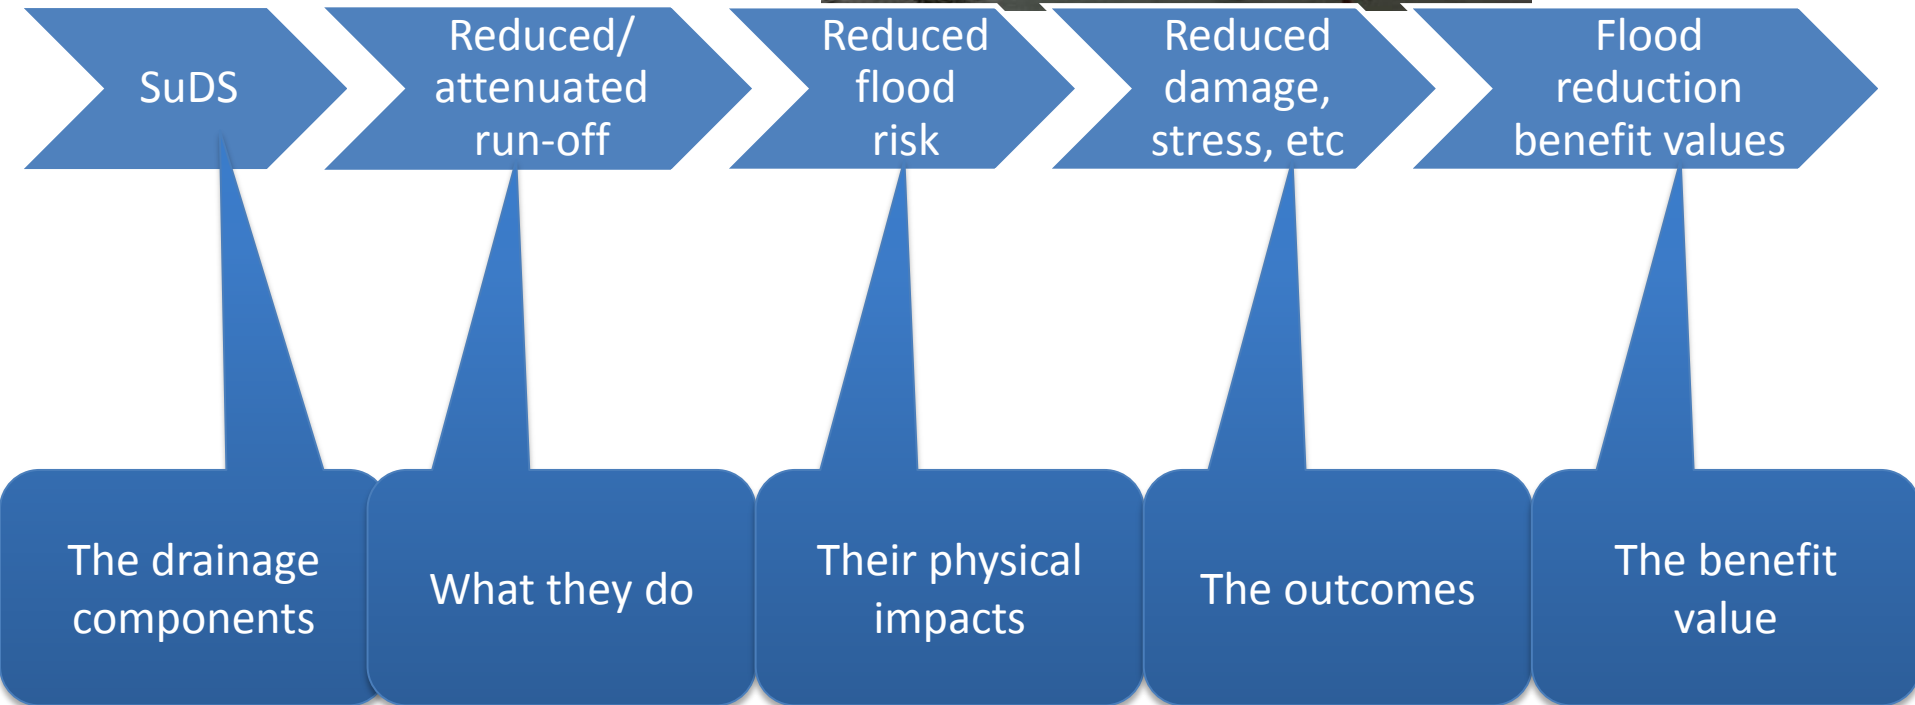 SuDS
Reduced/
attenuated
run-off
Reduced
flood
risk
Reduced
damage,
stress, etc
Flood
reduction
benefit values
The drainage
components
What they do
Their physical
impacts
The outcomes
The benefit
value